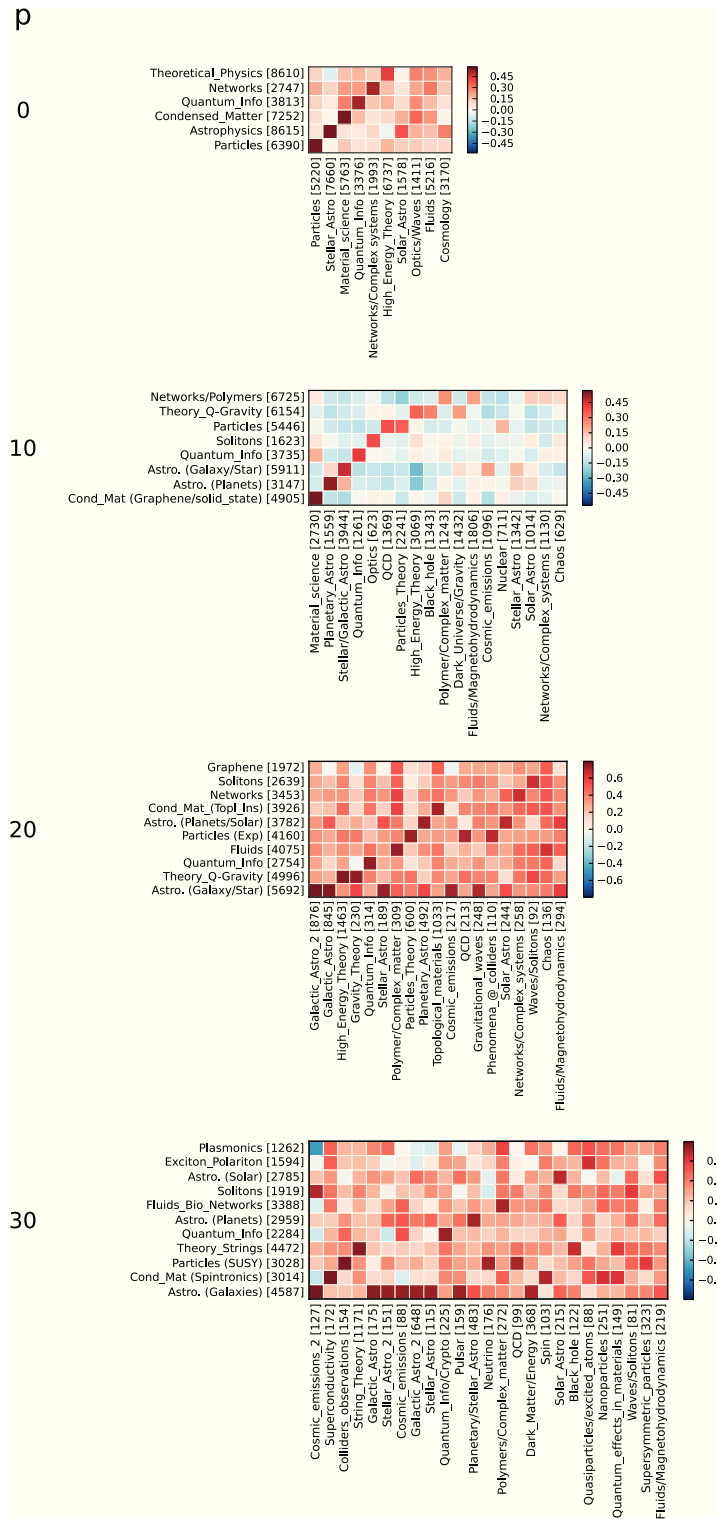 p
0
Theoretical_Physics [8610]
Networks [2747]
Quantum_Info [3813]
Condensed_Matter [7252]
Astrophysics [8615]
Particles [6390]
0.45
0.30
0.15
0.00
−0.15
−0.30
−0.45
Particles [5220]
Stellar_Astro [7660]
Material_science [5763]
Quantum_Info [3376]
Networks/Complex systems [1993]
High_Energy_Theory [6737]
Solar_Astro [1578]
Optics/Waves [1411]
Fluids [5216]
Cosmology [3170]
10
Networks/Polymers [6725]
Theory_Q-Gravity [6154]
Particles [5446]
Solitons [1623]
Quantum_Info [3735]
Astro. (Galaxy/Star) [5911]
Astro. (Planets) [3147]
Cond_Mat (Graphene/solid_state) [4905]
0.45
0.30
0.15
0.00
−0.15
−0.30
−0.45
Material_science [2730]
Planetary_Astro [1559]
Stellar/Galactic_Astro [3944]
Quantum_Info [1261]
Optics [623]
QCD [1369]
Particles_Theory [2241]
High_Energy_Theory [3069]
Black_hole [1343]
Polymer/Complex_matter [1243]
Dark_Universe/Gravity [1432]
Fluids/Magnetohydrodynamics [1806]
Cosmic_emissions [1096]
Nuclear [711]
Stellar_Astro [1342]
Solar_Astro [1014]
Networks/Complex_systems [1130]
Chaos [629]
20
Graphene [1972]
Solitons [2639]
Networks [3453]
Cond_Mat_(Topl_Ins) [3926]
Astro. (Planets/Solar) [3782]
Particles (Exp) [4160]
Fluids [4075]
Quantum_Info [2754]
Theory_Q-Gravity [4996]
Astro. (Galaxy/Star) [5692]
0.6
0.4
0.2
0.0
−0.2
−0.4
−0.6
Galactic_Astro_2 [876]
Galactic_Astro [845]
High_Energy_Theory [1463]
Gravity_Theory [230]
Quantum_Info [314]
Stellar_Astro [189]
Polymer/Complex_matter [309]
Particles_Theory [600]
Planetary_Astro [492]
Topological_materials [1033]
Cosmic_emissions [217]
QCD [213]
Gravitational_waves [248]
Phenomena_@_colliders [110]
Solar_Astro [244]
Networks/Complex_systems [258]
Waves/Solitons [92]
Chaos [136]
Fluids/Magnetohydrodynamics [294]
30
Plasmonics [1262]
Exciton_Polariton [1594]
Astro. (Solar) [2785]
Solitons [1919]
Fluids_Bio_Networks [3388]
Astro. (Planets) [2959]
Quantum_Info [2284]
Theory_Strings [4472]
Particles (SUSY) [3028]
Cond_Mat (Spintronics) [3014]
Astro. (Galaxies) [4587]
0.
0.
0.
0.
−0.
−0.
−0.
Cosmic_emissions_2 [127]
Superconductivity [172]
Colliders_observations [154]
String_Theory [1171]
Galactic_Astro [175]
Stellar_Astro_2 [151]
Cosmic_emissions [88]
Galactic_Astro_2 [648]
Stellar_Astro [115]
Quantum_Info/Crypto [225]
Pulsar [159]
Planetary/Stellar_Astro [483]
Neutrino [176]
Polymers/Complex_matter [272]
QCD [99]
Dark_Matter/Energy [368]
Spin [103]
Solar_Astro [215]
Black_hole [122]
Quasiparticles/excited_atoms [88]
Nanoparticles [251]
Quantum_effects_in_materials [149]
Waves/Solitons [81]
Supersymmetric_particles [323]
Fluids/Magnetohydrodynamics [219]